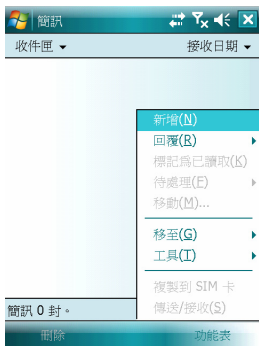 簡訊
收件匣 接收日期
新增(N)
回覆(R)
標記為已讀取(K)
待處理(F)
移動(M)...
移至(G)
工具(T)
複製到 SIM 卡
傳送/接收(S)
簡訊 0 封。
刪除 功能表